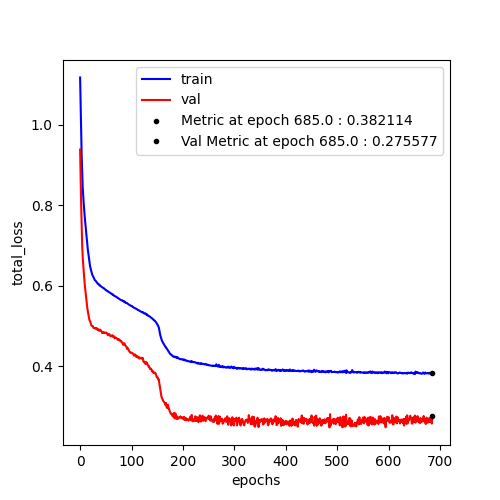 train
val
Metric at epoch 685.0 : 0.382114
Val Metric at epoch 685.0 : 0.275577
1.0
0.8
0.6
0.4
total_loss
0 100 200 300 400 500 600 700
epochs